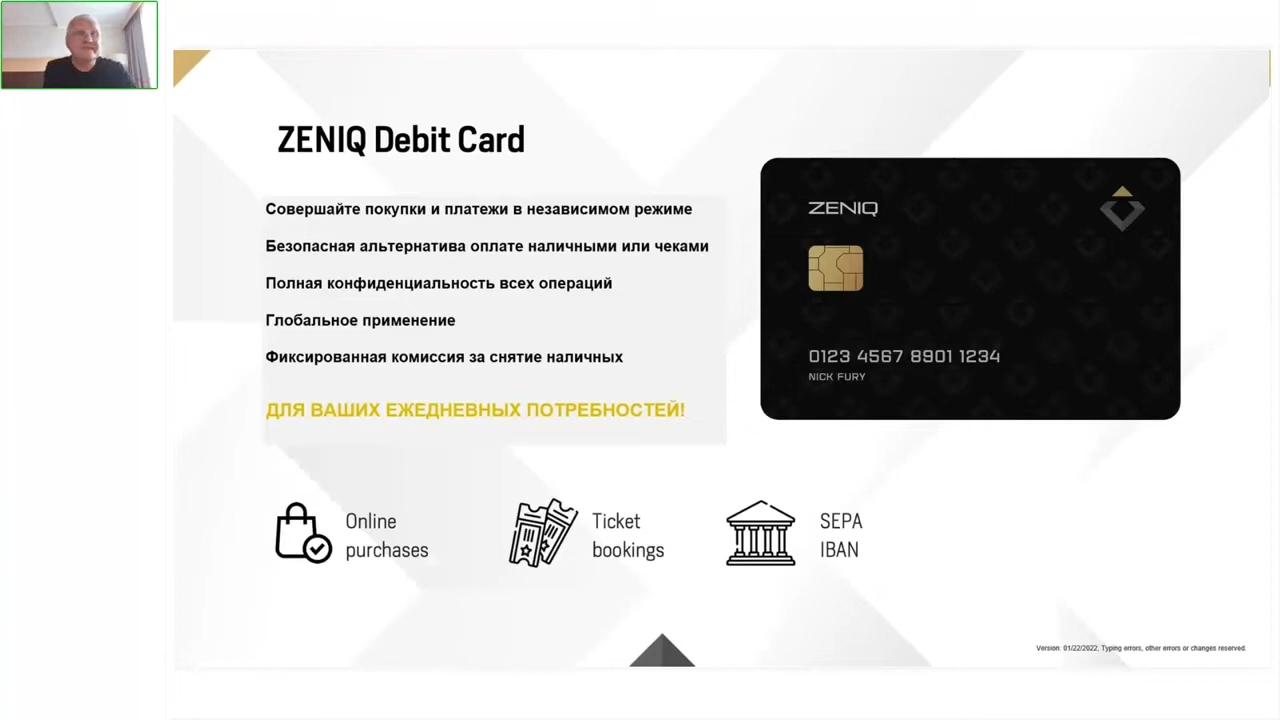 ZENIQ Debit Card
Совершайте покупки и платежи в независимом режиме
Безопасная альтернатива оплате наличными или чеками
Полная конфиденциальность всех операций
Глобальное применение
Фиксированная комиссия за снятие наличных
ДЛЯ ВАШИХ ЕЖЕДНЕВНЫХ ПОТРЕБНОСТЕЙ!
ZENIQ
0123 4567 8901 1234
NICK FURY
Online
purchases
Ticket
bookings
SEPA
IBAN
Version: 01/22/2022, Typing errors, other errors or changes reserved.